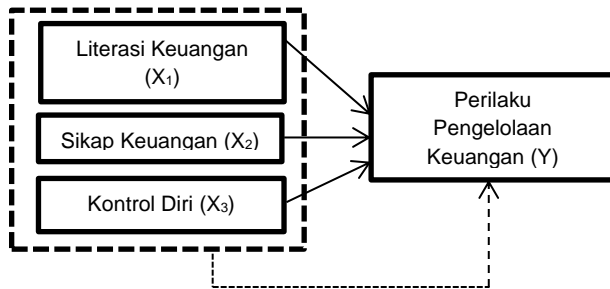 Literasi Keuangan
(X₁)
Sikap Keuangan (X₂)
Kontrol Diri (X₃)
Perilaku
Pengelolaan
Keuangan (Y)